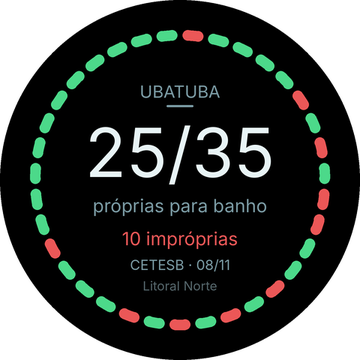 UBATUBA
25/35
próprias para banho
10 impróprias
CETESB · 08/11
Litoral Norte